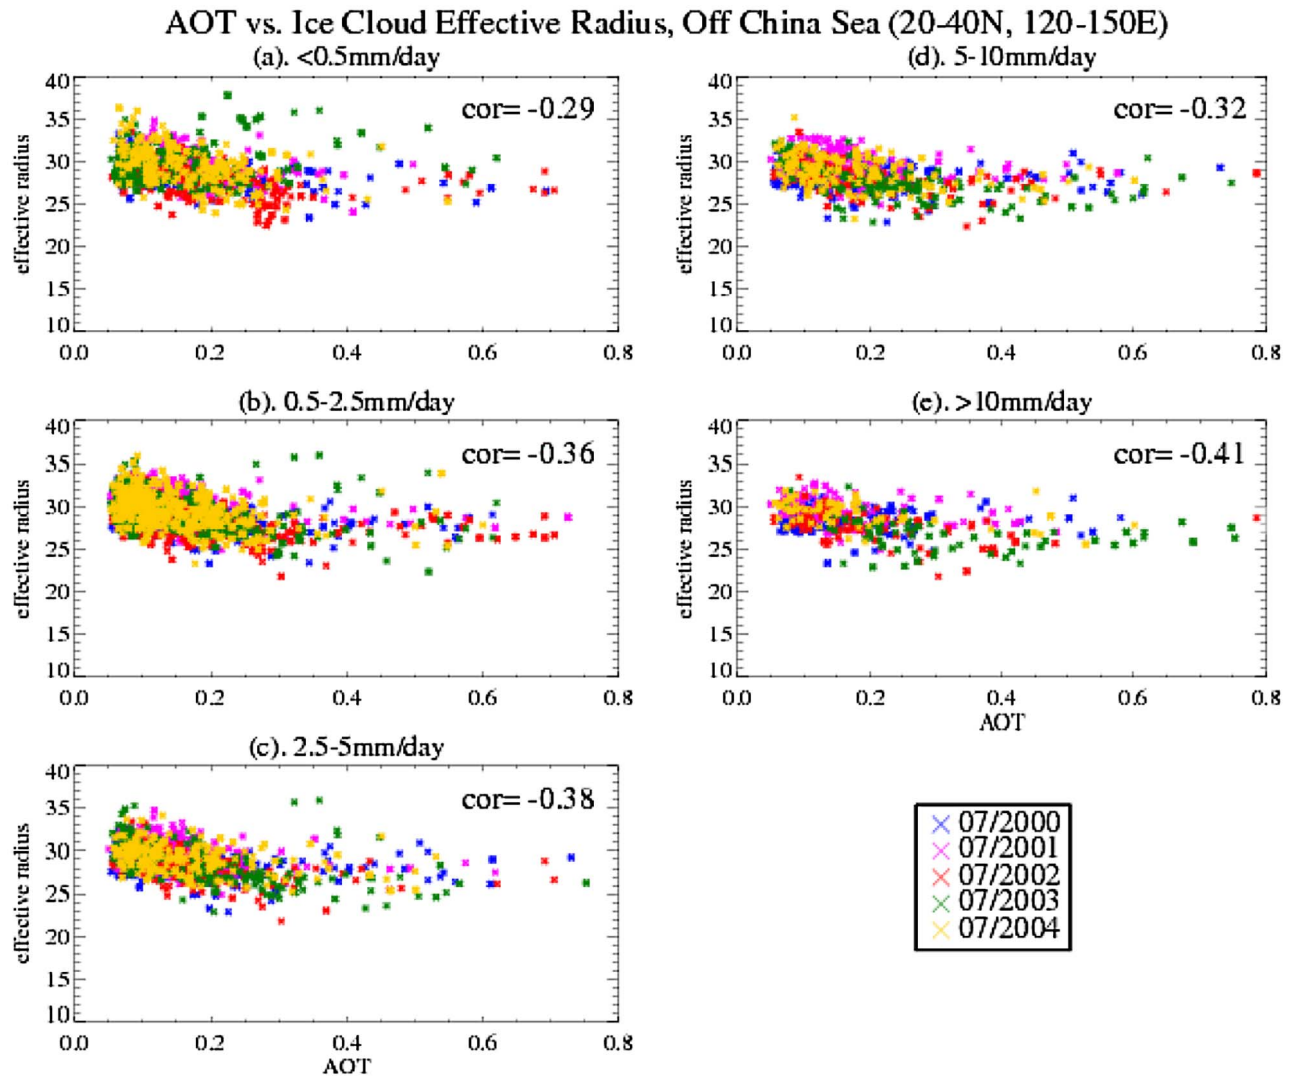 AOT vs. Ice Cloud Effective Radius, Off China Sea (20-40N, 120-150E)
(a). <0.5mm/day
cor= -0.29
effective radius
40
35
30
25
20
15
10
0.0 0.2 0.4 0.6 0.8
(b). 0.5-2.5mm/day
cor= -0.36
effective radius
40
35
30
25
20
15
10
0.0 0.2 0.4 0.6 0.8
(c). 2.5-5mm/day
cor= -0.38
effective radius
40
35
30
25
20
15
10
0.0 0.2 0.4 0.6 0.8
AOT
(d). 5-10mm/day
cor= -0.32
effective radius
40
35
30
25
20
15
10
0.0 0.2 0.4 0.6 0.8
(e). >10mm/day
cor= -0.41
effective radius
40
35
30
25
20
15
10
0.0 0.2 0.4 0.6 0.8
AOT
07/2000
07/2001
07/2002
07/2003
07/2004